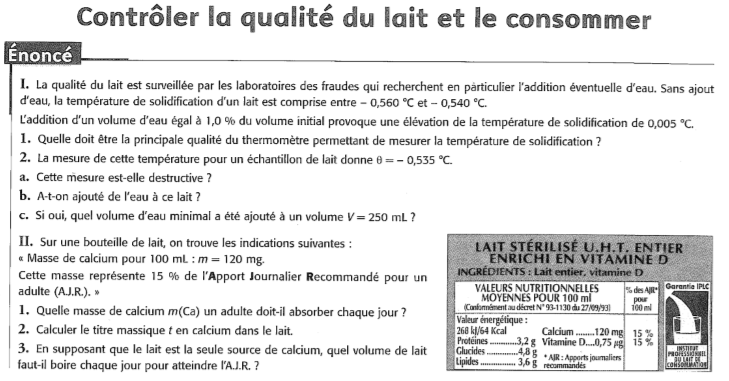 Contrôler la qualité du lait et le consommer
Énoncé
I. La qualité du lait est surveillée par les laboratoires des fraudes qui recherchent en particulier l'addition éventuelle d'eau. Sans ajout
d'eau, la température de solidification d'un lait est comprise entre – 0,560 °C et – 0,540 °C.
L'addition d'un volume d'eau égal à 1,0 % du volume initial provoque une élévation de la température de solidification de 0,005 °C.
1. Quelle doit être la principale qualité du thermomètre permettant de mesurer la température de solidification ?
2. La mesure de cette température pour un échantillon de lait donne θ = – 0,535 °C.
a. Cette mesure est-elle destructive ?
b. A-t-on ajouté de l'eau à ce lait ?
c. Si oui, quel volume d'eau minimal a été ajouté à un volume V = 250 mL ?
II. Sur une bouteille de lait, on trouve les indications suivantes :
« Masse de calcium pour 100 mL : m = 120 mg.
Cette masse représente 15 % de l'Apport Journalier Recommandé pour un
adulte (A.J.R.). »
1. Quelle masse de calcium m(Ca) un adulte doit-il absorber chaque jour ?
2. Calculer le titre massique t en calcium dans le lait.
3. En supposant que le lait est la seule source de calcium, quel volume de lait
faut-il boire chaque jour pour atteindre l'A.J.R. ?
LAIT STÉRILISÉ U.H.T. ENTIER
ENRICHI EN VITAMINE D
INGRÉDIENTS : Lait entier, vitamine D
VALEURS NUTRITIONNELLES
MOYENNES POUR 100 ml
(Conformément au décret N° 93-1130 du 27/09/93)
% des AJR*
pour
100 ml
Valeur énergétique :
268 kJ/64 Kcal
Protéines ............3,2 g
Glucides ..............4,8 g
Lipides ................ 3,6 g
Calcium ........120 mg 15 %
Vitamine D....0,75 µg 15 %
* AJR : Apports journaliers
recommandés
Garantie IPLC
INSTITUT
PROFESSIONNEL
DU LAIT DE
CONSOMMATION